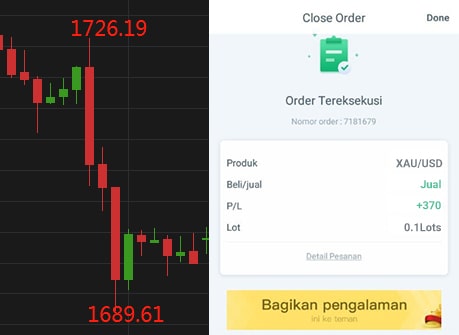 1726.19
1689.61
Close Order
Done
Order Tereksekusi
Nomor order : 7181679
Produk XAU/USD
Beli/jual Jual
P/L +370
Lot 0.1Lots
Detail Pesanan
Bagikan pengalaman
ini ke teman